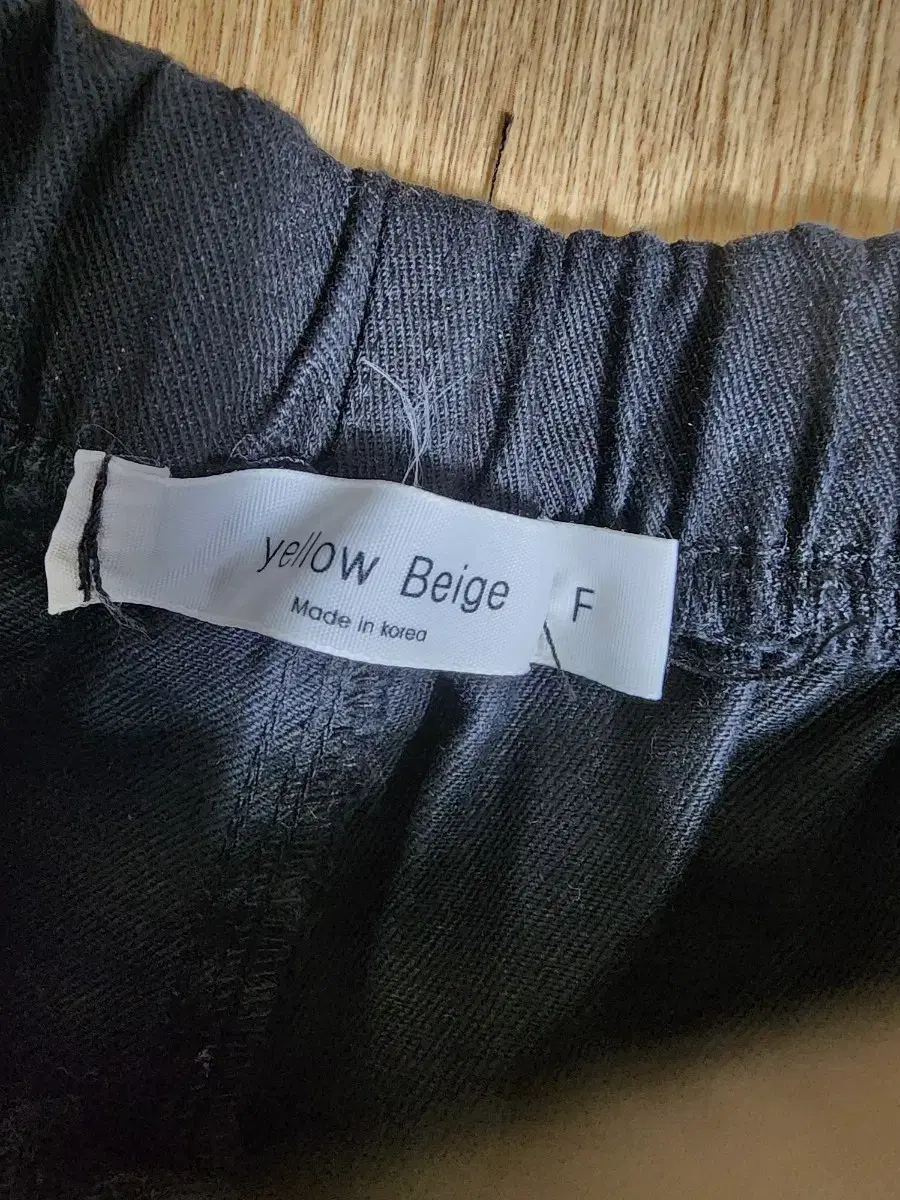 yellow Beige
Made in korea
F